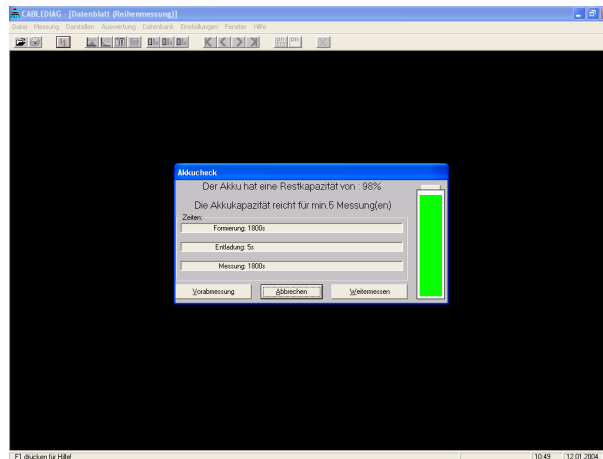 CABLEDIAG - [Datenblatt (Reihenmessung)]
Datei Messung Darstellen Auswertung Datenbank Einstellungen Fenster Hilfe
Akkucheck
Der Akku hat eine Restkapazität von : 98%
Die Akkukapazität reicht für min.5 Messung(en)
Zeiten:
Formierung: 1800s
Entladung: 5s
Messung: 1800s
Vorabmessung Abbrechen Weitermessen
F1 drücken für Hilfe! 10:49 12.01.2004